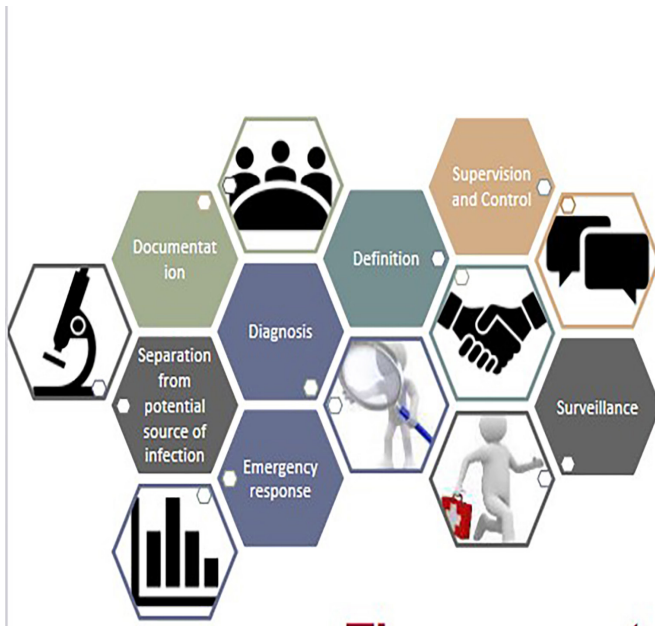 Supervision
and Control
Documentat
ion
Definition
Diagnosis
Separation
from
potential
source of
infection
Surveillance
Emergency
response